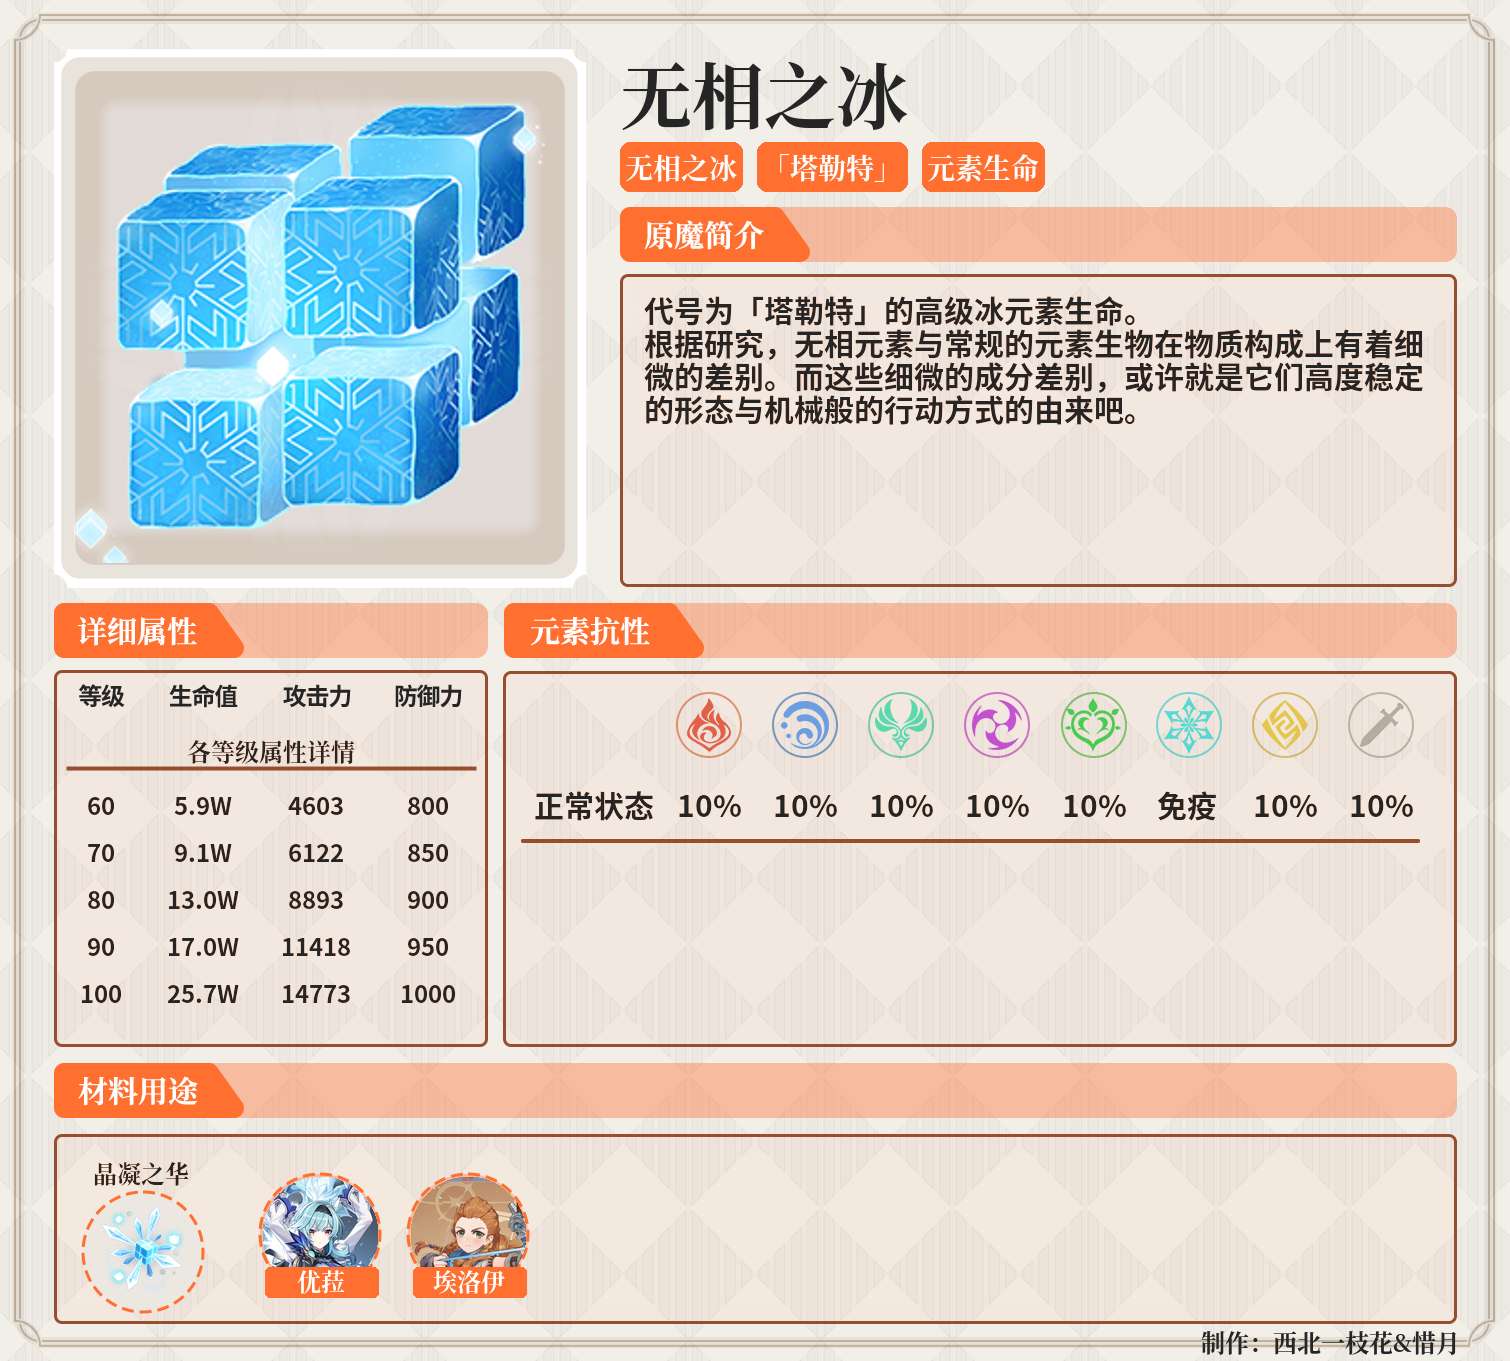 无相之冰
无相之冰 「塔勒特」 元素生命
原魔简介
代号为「塔勒特」的高级冰元素生命。
根据研究，无相元素与常规的元素生物在物质构成上有着细
微的差别。而这些细微的成分差别，或许就是它们高度稳定
的形态与机械般的行动方式的由来吧。
详细属性
等级 生命值 攻击力 防御力
各等级属性详情
60 5.9W 4603 800
70 9.1W 6122 850
80 13.0W 8893 900
90 17.0W 11418 950
100 25.7W 14773 1000
元素抗性
正常状态 10% 10% 10% 10% 10% 免疫 10% 10%
材料用途
晶凝之华
优菈 埃洛伊
制作：西北一枝花&惜月